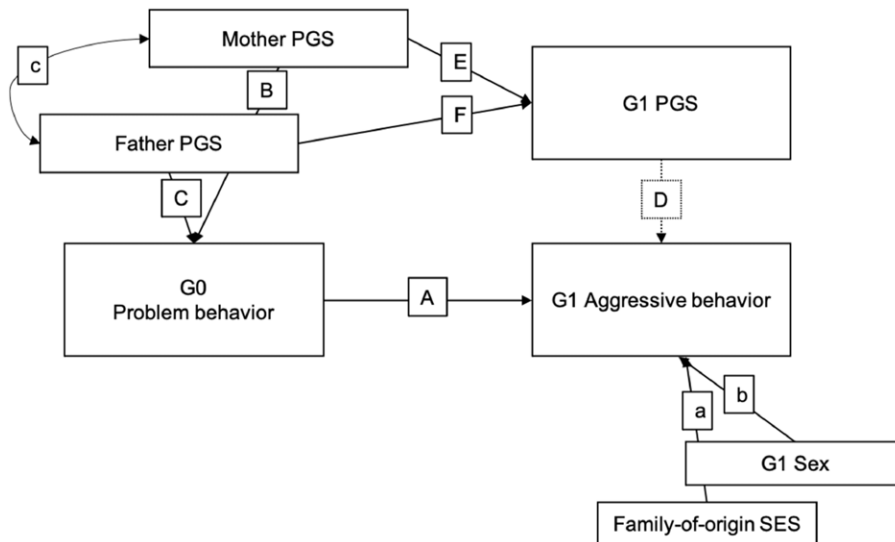 Mother PGS
c
B
E
G1 PGS
Father PGS
F
C
D
G0
Problem behavior
A
G1 Aggressive behavior
a
b
G1 Sex
Family-of-origin SES